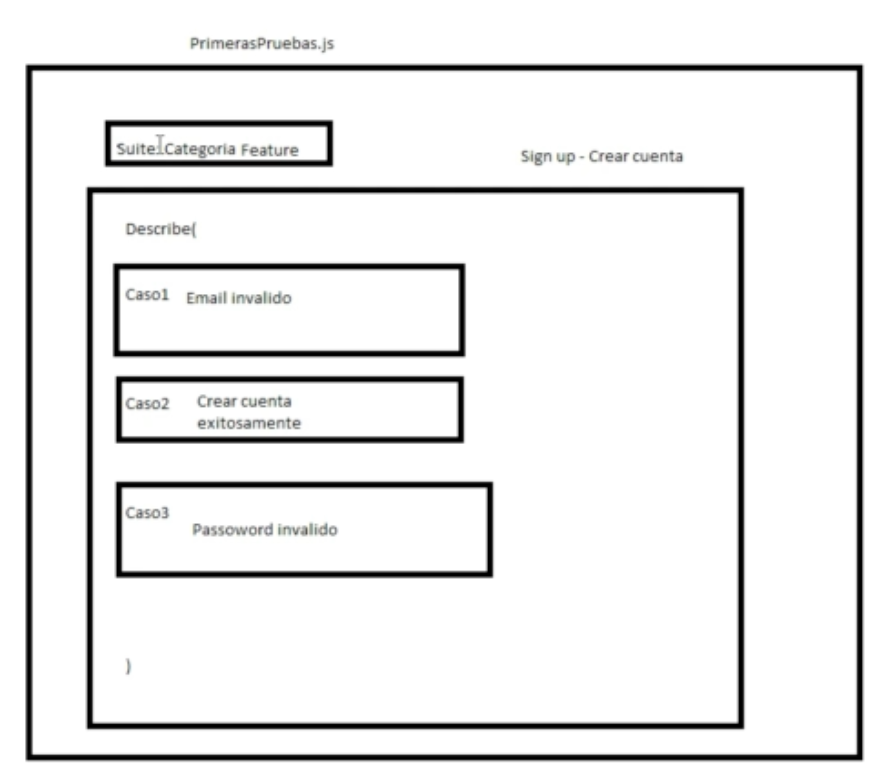 PrimerasPruebas.js
Suite:Categoria Feature
Sign up - Crear cuenta
Describe(
Caso1 Email invalido
Caso2 Crear cuenta
exitosamente
Caso3
Passoword invalido
)